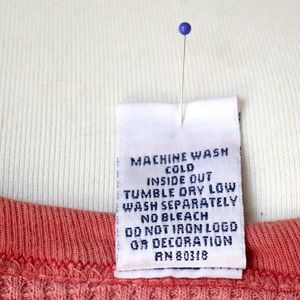 MACHINE WASH
COLD
INSIDE OUT
TUMBLE DRY LOW
WASH SEPARATELY
NO BLEACH
DO NOT IRON LOGO
OR DECORATION
RN 80318